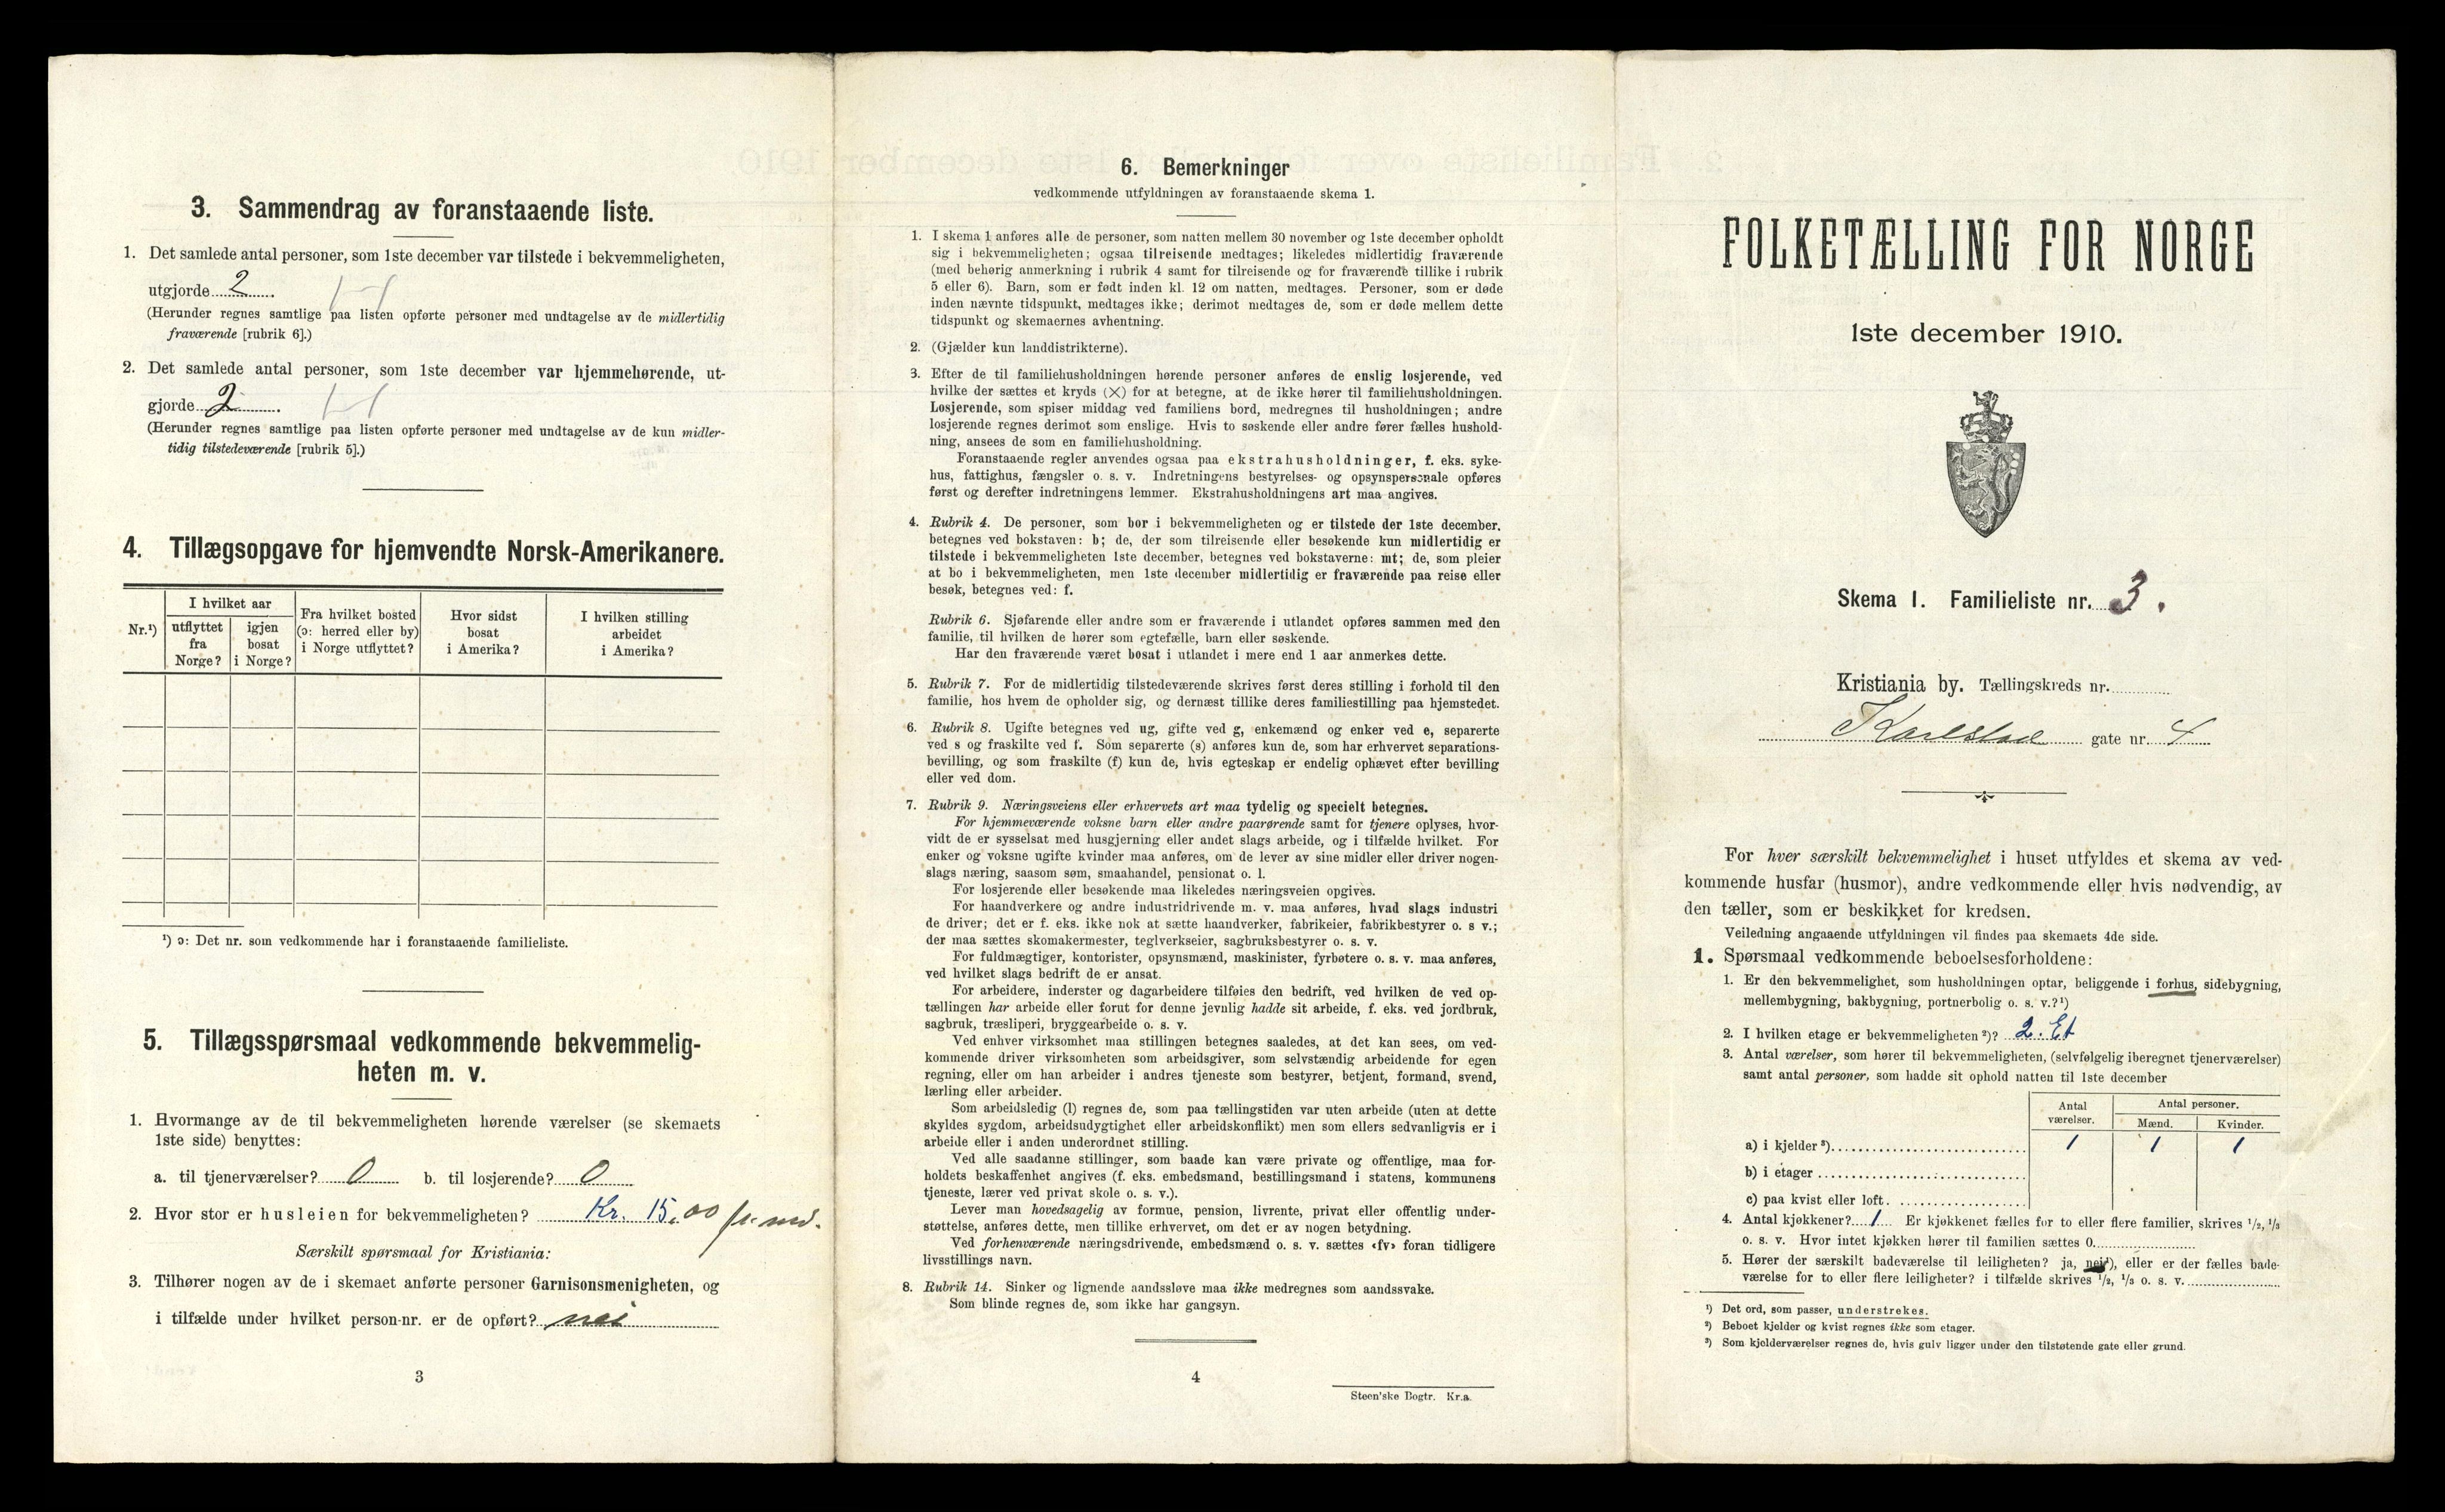 3. Sammendrag av foranstaaende liste.
1. Det samlede antal personer, som 1ste december var tilstede i bekvemmeligheten,
utgjorde 2
(Herunder regnes samtlige paa listen opførte personer med undtagelse av de midlertidig
fraværende [rubrik 6].)
2. Det samlede antal personer, som 1ste december var hjemmehørende, ut-
gjorde 2
(Herunder regnes samtlige paa listen opførte personer med undtagelse av de kun midler-
tidig tilstedeværende [rubrik 5].)
4. Tillægsopgave for hjemvendte Norsk-Amerikanere.
Nr.¹)
I hvilket aar
utflyttet fra Norge?
igjen bosat i Norge?
Fra hvilket bosted (ɔ: herred eller by) i Norge utflyttet?
Hvor sidst bosat i Amerika?
I hvilken stilling arbeidet i Amerika?
¹) ɔ: Det nr. som vedkommende har i foranstaaende familieliste.
5. Tillægsspørsmaal vedkommende bekvemmelig-
heten m. v.
1. Hvormange av de til bekvemmeligheten hørende værelser (se skemaets
1ste side) benyttes:
a. til tjenerværelser? 0 b. til losjerende? 0
2. Hvor stor er husleien for bekvemmeligheten? Kr. 15,00 pr. md.
Særskilt spørsmaal for Kristiania:
3. Tilhører nogen av de i skemaet anførte personer Garnisonsmenigheten, og
i tilfælde under hvilket person-nr. er de opført? nei
3
6. Bemerkninger
vedkommende utfyldningen av foranstaaende skema 1.
1. I skema 1 anføres alle de personer, som natten mellem 30 november og 1ste december opholdt
sig i bekvemmeligheten; ogsaa tilreisende medtages; likeledes midlertidig fraværende
(med behørig anmerkning i rubrik 4 samt for tilreisende og for fraværende tillike i rubrik
5 eller 6). Barn, som er født inden kl. 12 om natten, medtages. Personer, som er døde
inden nævnte tidspunkt, medtages ikke; derimot medtages de, som er døde mellem dette
tidspunkt og skemaernes avhentning.
2. (Gjælder kun landdistrikterne).
3. Efter de til familiehusholdningen hørende personer anføres de enslig losjerende, ved
hvilke der sættes et kryds (×) for at betegne, at de ikke hører til familiehusholdningen.
Losjerende, som spiser middag ved familiens bord, medregnes til husholdningen; andre
losjerende regnes derimot som enslige. Hvis to søskende eller andre fører fælles hushold-
ning, ansees de som en familiehusholdning.
Foranstaaende regler anvendes ogsaa paa ekstrahusholdninger, f. eks. syke-
hus, fattighus, fængsler o. s. v. Indretningens bestyrelses- og opsynspersonale opføres
først og derefter indretningens lemmer. Ekstrahusholdningens art maa angives.
4. Rubrik 4. De personer, som bor i bekvemmeligheten og er tilstede der 1ste december,
betegnes ved bokstaven: b; de, der som tilreisende eller besøkende kun midlertidig er
tilstede i bekvemmeligheten 1ste december, betegnes ved bokstaverne: mt; de, som pleier
at bo i bekvemmeligheten, men 1ste december midlertidig er fraværende paa reise eller
besøk, betegnes ved: f.
Rubrik 6. Sjøfarende eller andre som er fraværende i utlandet opføres sammen med den
familie, til hvilken de hører som egtefælle, barn eller søskende.
Har den fraværende været bosat i utlandet i mere end 1 aar anmerkes dette.
5. Rubrik 7. For de midlertidig tilstedeværende skrives først deres stilling i forhold til den
familie, hos hvem de opholder sig, og dernæst tillike deres familiestilling paa hjemstedet.
6. Rubrik 8. Ugifte betegnes ved ug, gifte ved g, enkemænd og enker ved e, separerte
ved s og fraskilte ved f. Som separerte (s) anføres kun de, som har erhvervet separations-
bevilling, og som fraskilte (f) kun de, hvis egteskap er endelig ophævet efter bevilling
eller ved dom.
7. Rubrik 9. Næringsveiens eller erhvervets art maa tydelig og specielt betegnes.
For hjemmeværende voksne barn eller andre paarørende samt for tjenere oplyses, hvor-
vidt de er sysselsat med husgjerning eller andet slags arbeide, og i tilfælde hvilket. For
enker og voksne ugifte kvinder maa anføres, om de lever av sine midler eller driver nogen-
slags næring, saasom søm, smaahandel, pensionat o. l.
For losjerende eller besøkende maa likeledes næringsveien opgives.
For haandverkere og andre industridrivende m. v. maa anføres, hvad slags industri
de driver; det er f. eks. ikke nok at sætte haandverker, fabrikeier, fabrikbestyrer o. s v.;
der maa sættes skomakermester, teglverkseier, sagbruksbestyrer o. s. v.
For fuldmægtiger, kontorister, opsynsmænd, maskinister, fyrbøtere o. s. v. maa anføres,
ved hvilket slags bedrift de er ansat.
For arbeidere, inderster og dagarbeidere tilføies den bedrift, ved hvilken de ved op-
tællingen har arbeide eller forut for denne jevnlig hadde sit arbeide, f. eks. ved jordbruk,
sagbruk, træsliperi, bryggearbeide o. s. v.
Ved enhver virksomhet maa stillingen betegnes saaledes, at det kan sees, om ved-
kommende driver virksomheten som arbeidsgiver, som selvstændig arbeidende for egen
regning, eller om han arbeider i andres tjeneste som bestyrer, betjent, formand, svend,
lærling eller arbeider.
Som arbeidsledig (l) regnes de, som paa tællingstiden var uten arbeide (uten at dette
skyldes sygdom, arbeidsudygtighet eller arbeidskonflikt) men som ellers sedvanligvis er i
arbeide eller i anden underordnet stilling.
Ved alle saadanne stillinger, som baade kan være private og offentlige, maa for-
holdets beskaffenhet angives (f. eks. embedsmand, bestillingsmand i statens, kommunens
tjeneste, lærer ved privat skole o. s. v.).
Lever man hovedsagelig av formue, pension, livrente, privat eller offentlig under-
støttelse, anføres dette, men tillike erhvervet, om det er av nogen betydning.
Ved forhenværende næringsdrivende, embedsmænd o. s. v. sættes «fv» foran tidligere
livsstillings navn.
8. Rubrik 14. Sinker og lignende aandssløve maa ikke medregnes som aandssvake.
Som blinde regnes de, som ikke har gangsyn.
4
Steen'ske Bogtr. Kr.a.
FOLKETÆLLING FOR NORGE
1ste december 1910.
Skema 1. Familieliste nr. 3.
Kristiania by. Tællingskreds nr.
Karlstad gate nr. 4
For hver særskilt bekvemmelighet i huset utfyldes et skema av ved-
kommende husfar (husmor), andre vedkommende eller hvis nødvendig, av
den tæller, som er beskikket for kredsen.
Veiledning angaaende utfyldningen vil findes paa skemaets 4de side.
1. Spørsmaal vedkommende beboelsesforholdene:
1. Er den bekvemmelighet, som husholdningen optar, beliggende i forhus, sidebygning,
mellembygning, bakbygning, portnerbolig o. s. v.?¹)
2. I hvilken etage er bekvemmeligheten²)? 2. Et
3. Antal værelser, som hører til bekvemmeligheten, (selvfølgelig iberegnet tjenerværelser)
samt antal personer, som hadde sit ophold natten til 1ste december
Antal værelser.
Antal personer.
Mænd. Kvinder.
a) i kjelder³) 1 1 1
b) i etager
c) paa kvist eller loft.
4. Antal kjøkkener? 1 Er kjøkkenet fælles for to eller flere familier, skrives ¹/₂, ¹/₃
o. s. v. Hvor intet kjøkken hører til familien sættes 0.
5. Hører der særskilt badeværelse til leiligheten? ja, nei¹), eller er der fælles bade-
værelse for to eller flere leiligheter? i tilfælde skrives ¹/₂, ¹/₃ o. s. v.
¹) Det ord, som passer, understrekes.
²) Beboet kjelder og kvist regnes ikke som etager.
³) Som kjelderværelser regnes de, hvis gulv ligger under den tilstøtende gate eller grund.